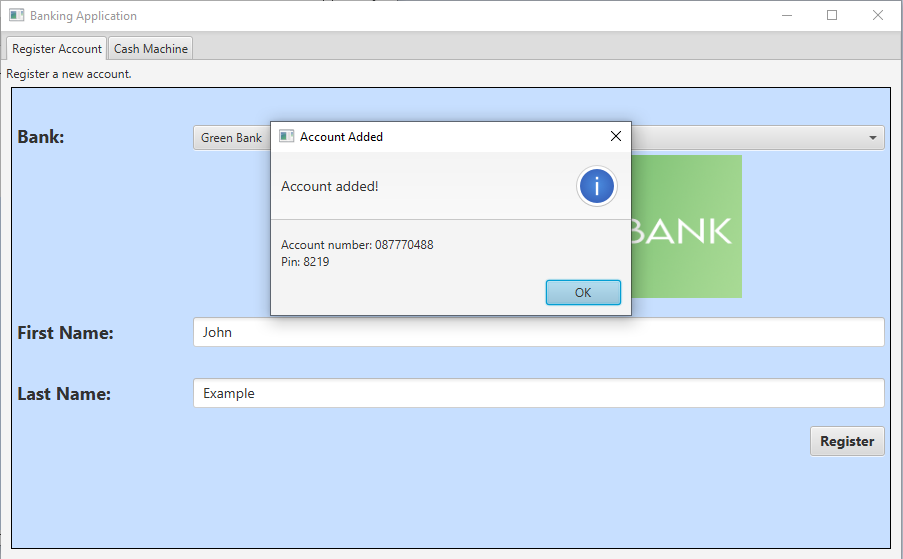 Banking Application
Register Account
Cash Machine
Register a new account.
Bank:
Green Bank
Account Added
Account added!
Account number: 087770488
Pin: 8219
OK
BANK
First Name:
John
Last Name:
Example
Register